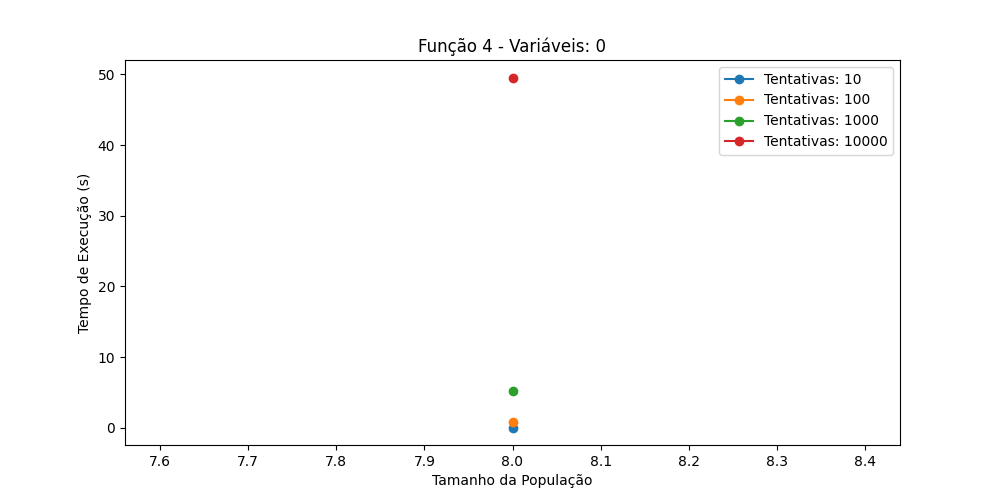 Função 4 - Variáveis: 0
Tempo de Execução (s)
50
40
30
20
10
0
Tentativas: 10
Tentativas: 100
Tentativas: 1000
Tentativas: 10000
7.6 7.7 7.8 7.9 8.0 8.1 8.2 8.3 8.4
Tamanho da População